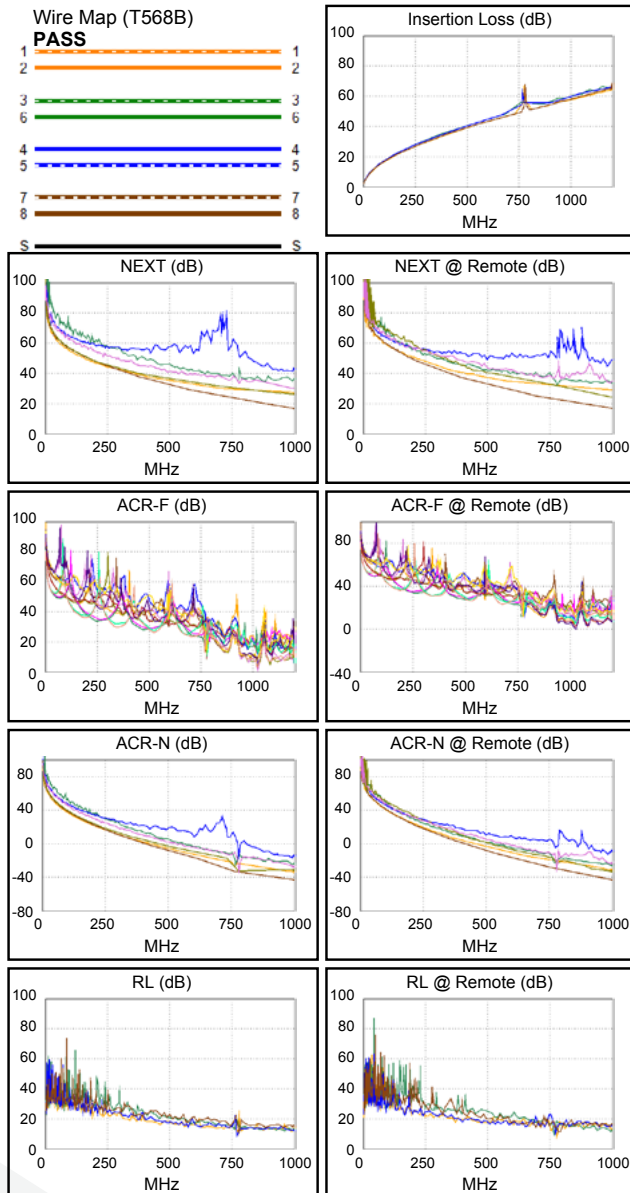 Wire Map (T568B)
PASS
1 1
2 2
3 3
6 6
4 4
5 5
7 7
8 8
S S
Insertion Loss (dB)
100
80
60
40
20
0
0 250 500 750 1000
MHz
NEXT (dB)
100
80
60
40
20
0
0 250 500 750 1000
MHz
NEXT @ Remote (dB)
100
80
60
40
20
0
0 250 500 750 1000
MHz
ACR-F (dB)
100
80
60
40
20
0
0 250 500 750 1000
MHz
ACR-F @ Remote (dB)
80
40
0
-40
0 250 500 750 1000
MHz
ACR-N (dB)
80
40
0
-40
-80
0 250 500 750 1000
MHz
ACR-N @ Remote (dB)
80
40
0
-40
-80
0 250 500 750 1000
MHz
RL (dB)
100
80
60
40
20
0
0 250 500 750 1000
MHz
RL @ Remote (dB)
100
80
60
40
20
0
0 250 500 750 1000
MHz